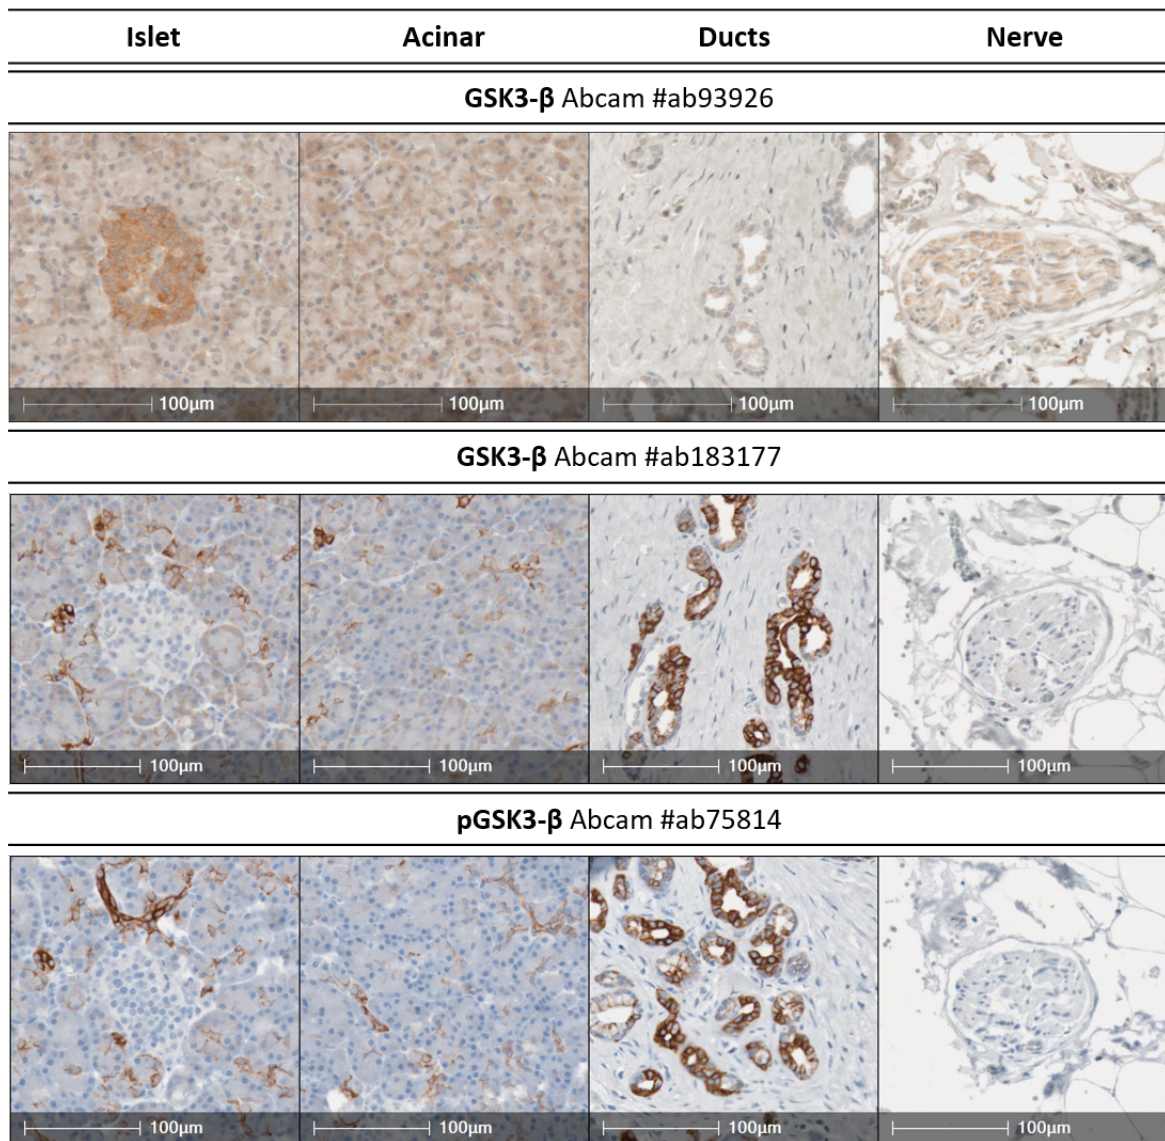 Islet Acinar Ducts Nerve
GSK3-β Abcam #ab93926
100µm 100µm 100µm 100µm
GSK3-β Abcam #ab183177
100µm 100µm 100µm 100µm
pGSK3-β Abcam #ab75814
100µm 100µm 100µm 100µm